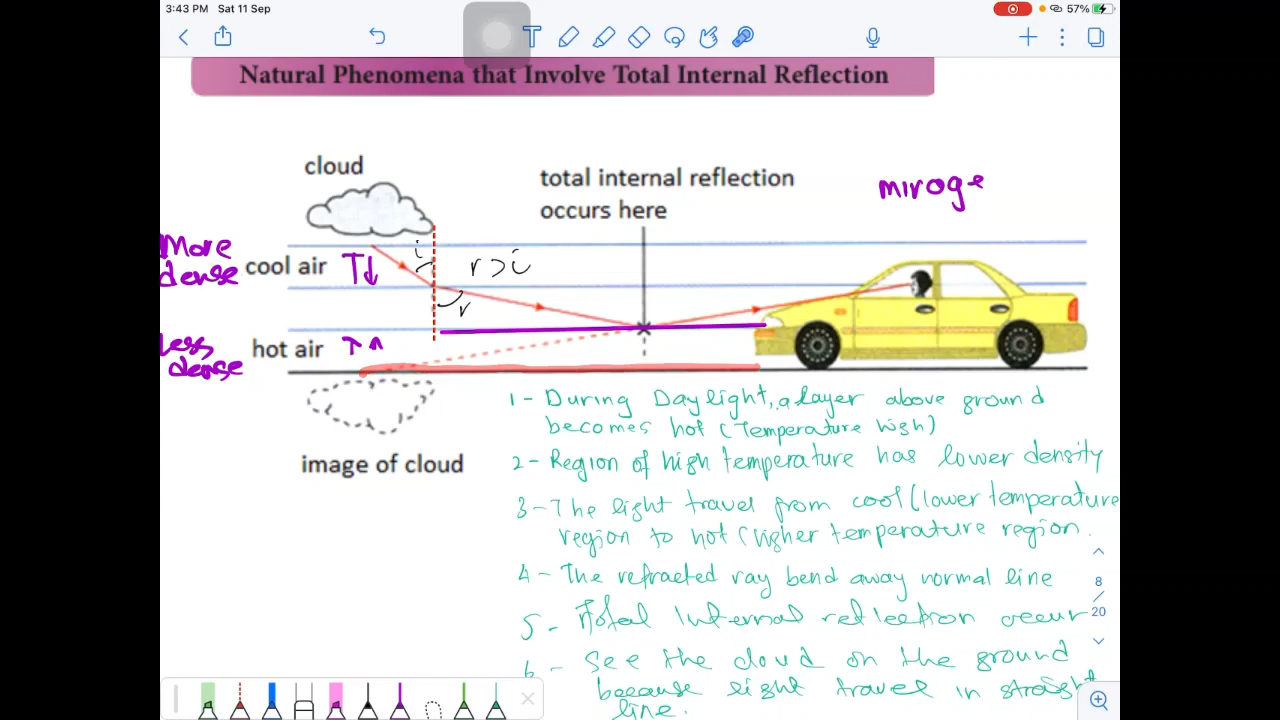 3:43 PM Sat 11 Sep
57%
Natural Phenomena that Involve Total Internal Reflection
cloud
total internal reflection
occurs here
miroge
More
dense
cool air T↓
i
r>i
r
Less
dense
hot air T^
image of cloud
1- During Daylight, a layer above ground
becomes hot (Temperature high)
2- Region of high temperature has lower density
3- The light travel from cool (lower temperature
region to hot (higher temperature region.
4- The refracted ray bend away normal line
5- Total Internal reflection occur
6- See the cloud on the ground
because light travel in straight
line.
8
/
20